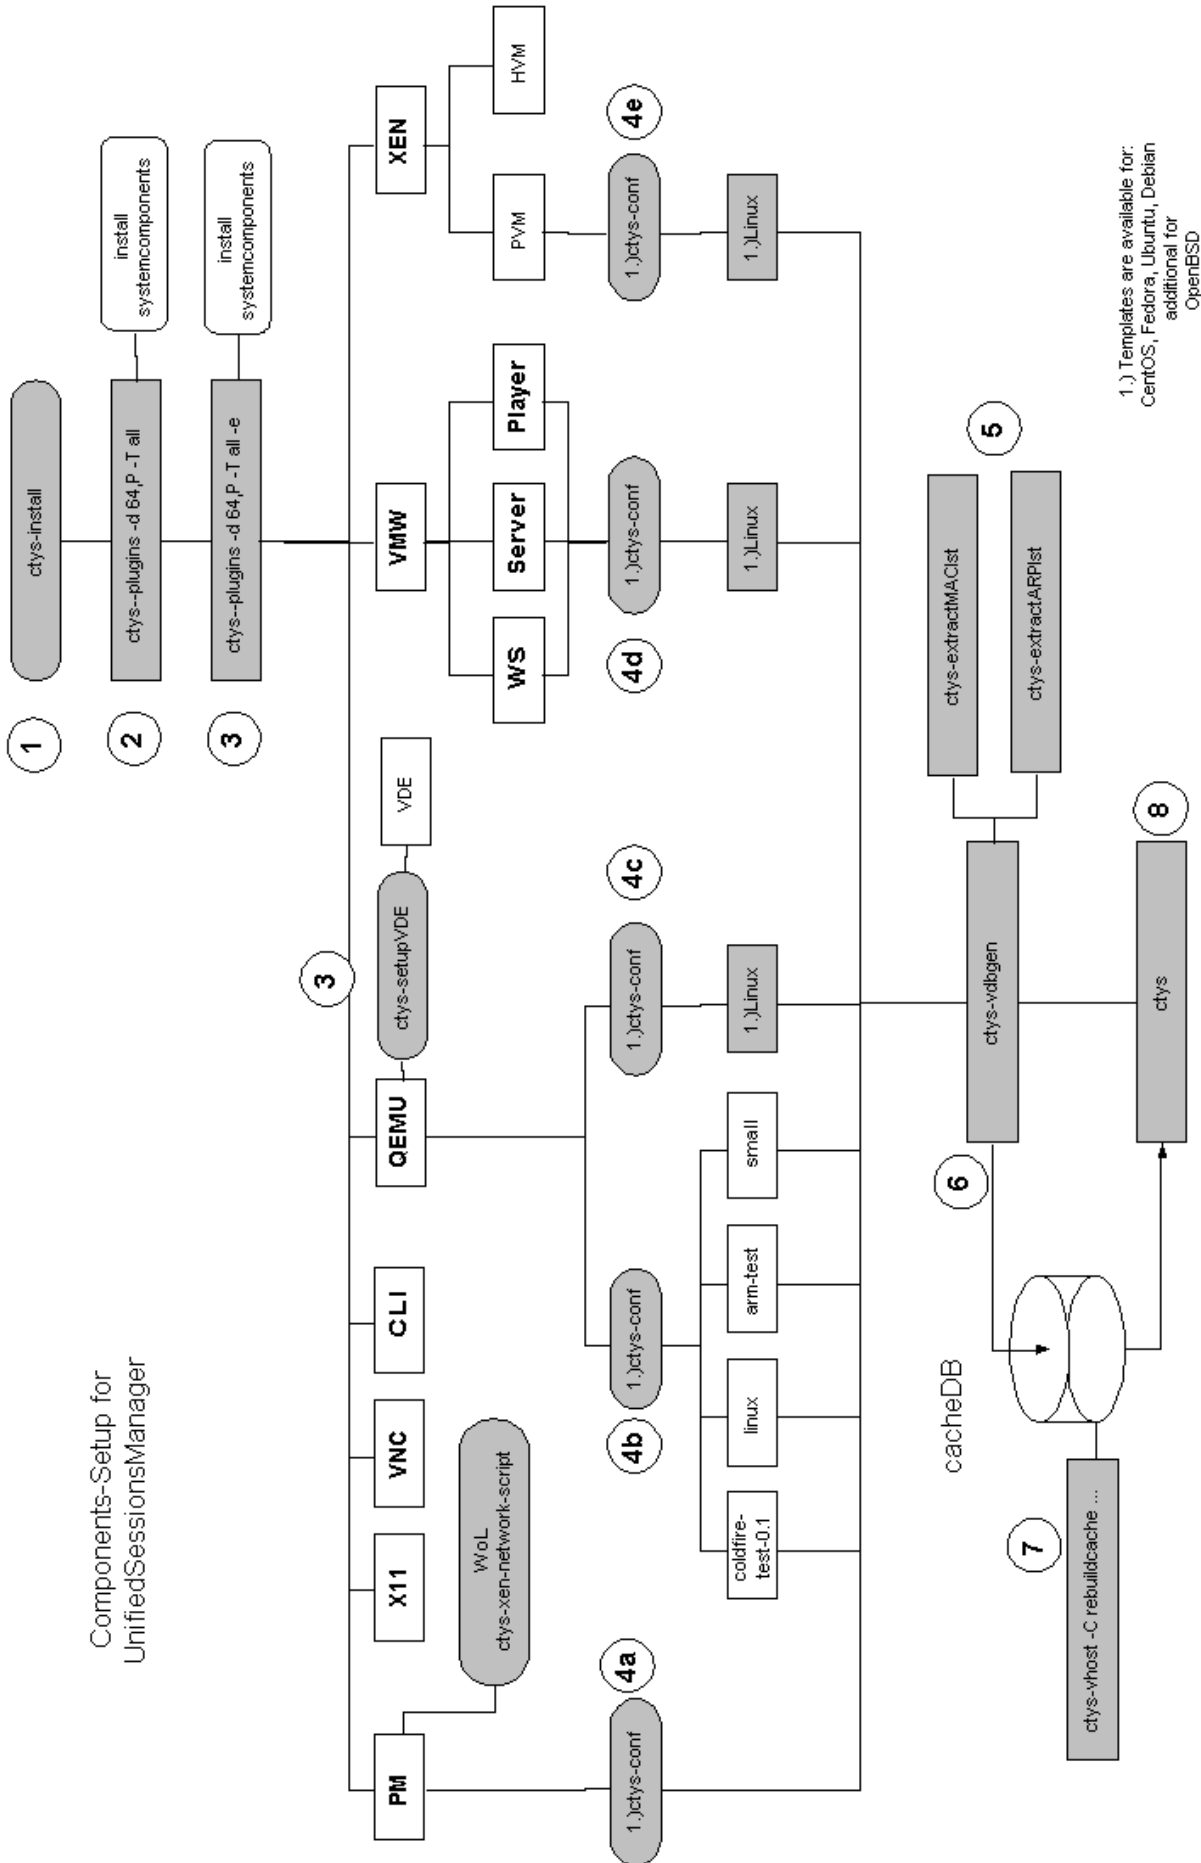 Components-Setup for
UnifiedSessionsManager
1
ctys-install
2
ctys--plugins -d 64,P -T all
install
systemcomponents
3
ctys--plugins -d 64,P -T all -e
install
systemcomponents
3
PM
X11
VNC
CLI
QEMU
ctys-setupVDE
VDE
VMW
XEN
WoL
ctys-xen-network-script
WS
Server
Player
PVM
HVM
1.)ctys-conf
4a
4b
1.)ctys-conf
1.)ctys-conf
4c
4d
1.)ctys-conf
1.)ctys-conf
4e
coldfire-
test-0.1
linux
arm-test
small
1.)Linux
1.)Linux
1.)Linux
cacheDB
6
ctys-vdbgen
ctys-extractMAClst
ctys-extractARPlst
5
7
ctys-vhost -C rebuildcache ...
ctys
8
1.) Templates are available for:
CentOS, Fedora, Ubuntu, Debian
additional for
OpenBSD